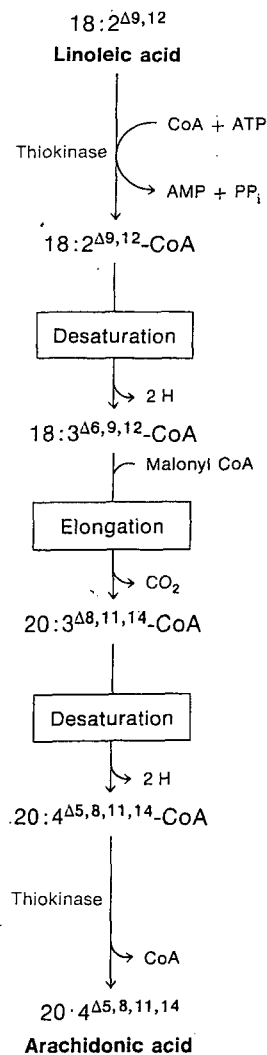 18:2Δ9,12
Linoleic acid
CoA + ATP
Thiokinase
AMP + PPi
18:2Δ9,12-CoA
Desaturation
2 H
18:3Δ6,9,12-CoA
Malonyl CoA
Elongation
CO2
20:3Δ8,11,14-CoA
Desaturation
2 H
20:4Δ5,8,11,14-CoA
Thiokinase
CoA
20·4Δ5,8,11,14
Arachidonic acid